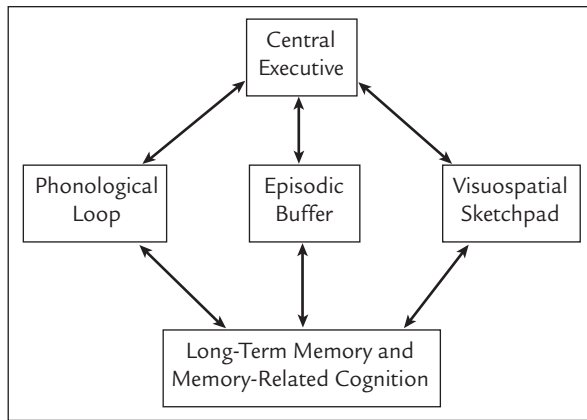 Central
Executive
Phonological
Loop
Episodic
Buffer
Visuospatial
Sketchpad
Long-Term Memory and
Memory-Related Cognition